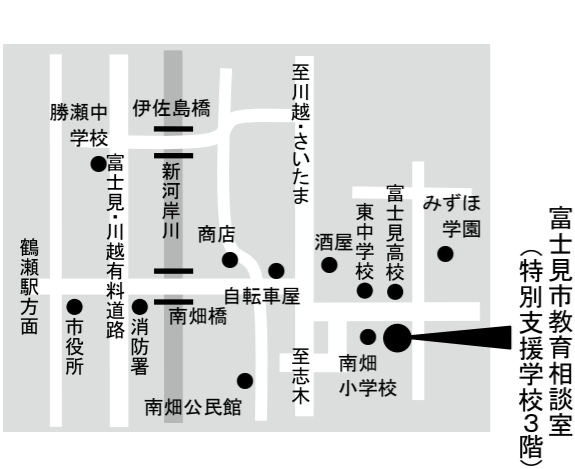 勝瀬中
学校
伊佐島橋
至川越・さいたま
富士見・川越有料道路
新河岸川
商店
酒屋
東中学校
富士見高校
みずほ
学園
鶴瀬駅方面
市役所
消防署
南畑橋
自転車屋
至志木
南畑
小学校
南畑公民館
富士見市教育相談室
（特別支援学校３階）